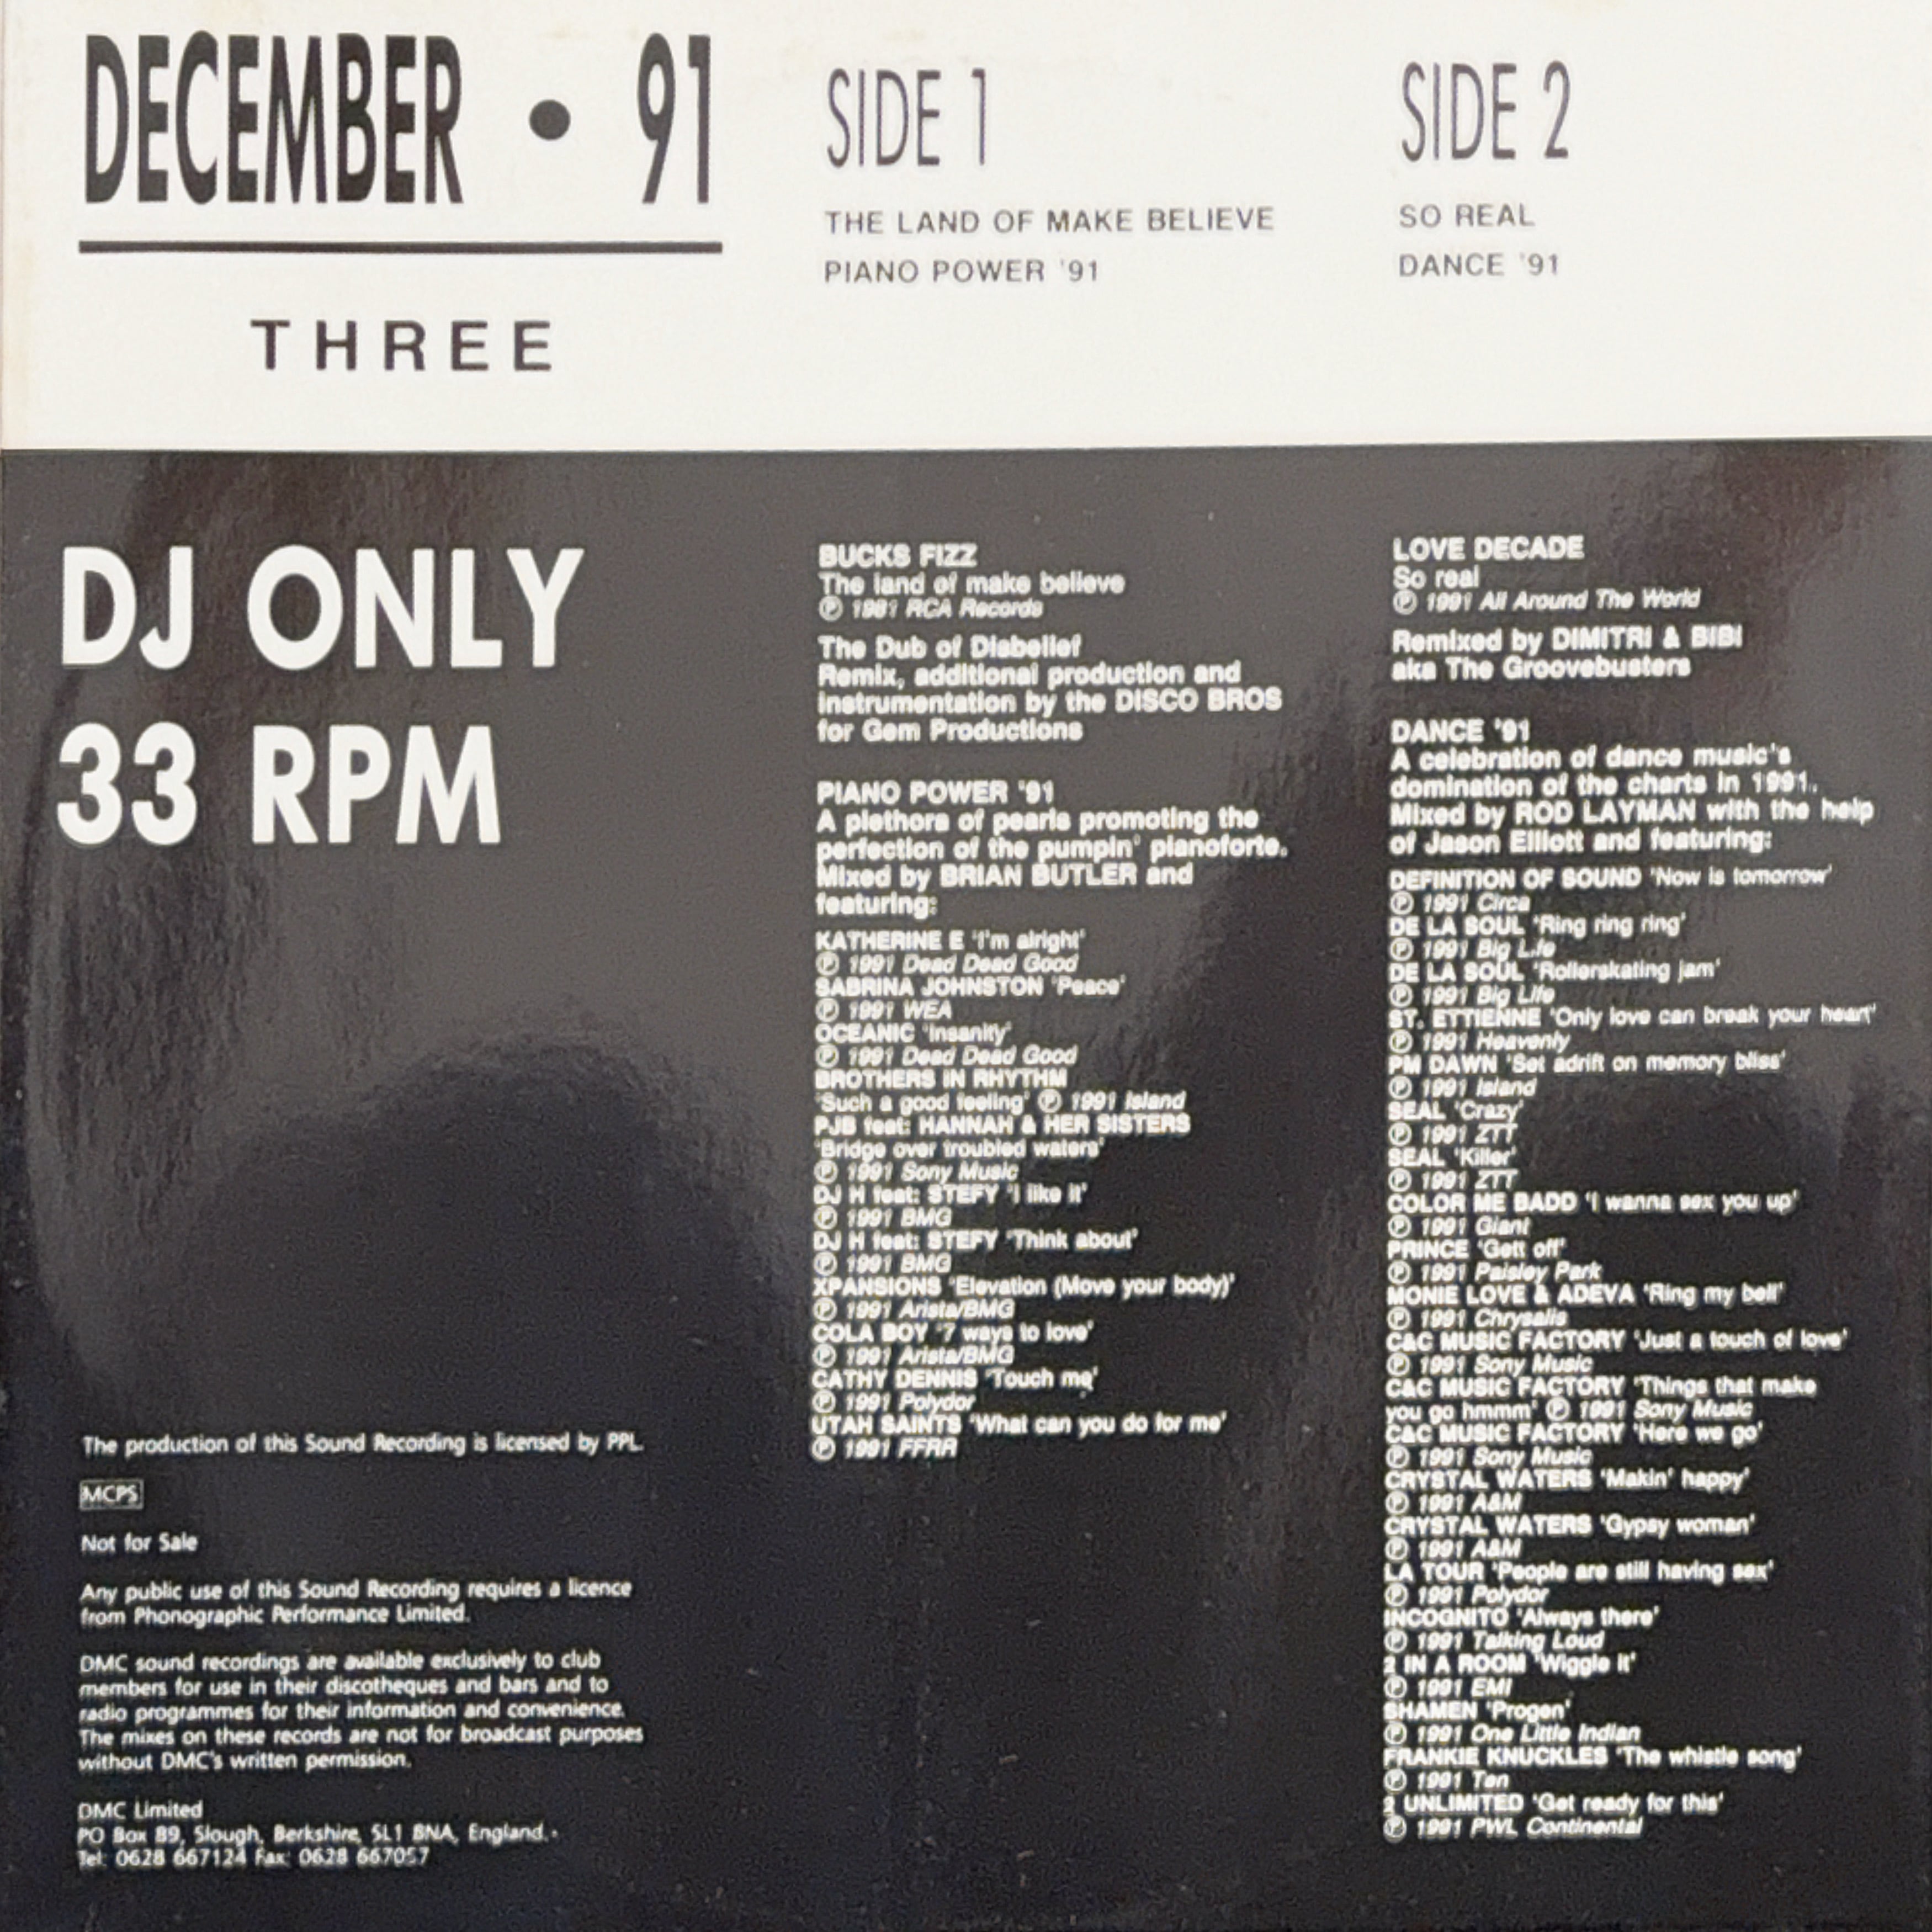 DECEMBER • 91
THREE
SIDE 1
THE LAND OF MAKE BELIEVE
PIANO POWER '91
SIDE 2
SO REAL
DANCE '91
DJ ONLY
33 RPM
The production of this Sound Recording is licensed by PPL.
MCPS
Not for Sale
Any public use of this Sound Recording requires a licence
from Phonographic Performance Limited.
DMC sound recordings are available exclusively to club
members for use in their discotheques and bars and to
radio programmes for their information and convenience.
The mixes on these records are not for broadcast purposes
without DMC's written permission.
DMC Limited
PO Box 89, Slough, Berkshire, SL1 8NA, England.
Tel: 0628 667124 Fax: 0628 667057
BUCKS FIZZ
The land of make believe
℗ 1981 RCA Records
The Dub of Disbelief
Remix, additional production and
instrumentation by the DISCO BROS
for Gem Productions
PIANO POWER '91
A plethora of pearls promoting the
perfection of the pumpin' pianoforte.
Mixed by BRIAN BUTLER and
featuring:
KATHERINE E 'I'm alright'
℗ 1991 Dead Dead Good
SABRINA JOHNSTON 'Peace'
℗ 1991 WEA
OCEANIC 'Insanity'
℗ 1991 Dead Dead Good
BROTHERS IN RHYTHM
'Such a good feeling' ℗ 1991 Island
PJB feat: HANNAH & HER SISTERS
'Bridge over troubled waters'
℗ 1991 Sony Music
DJ H feat: STEFY 'I like it'
℗ 1991 BMG
DJ H feat: STEFY 'Think about'
℗ 1991 BMG
XPANSIONS 'Elevation (Move your body)'
℗ 1991 Arista/BMG
COLA BOY '7 ways to love'
℗ 1991 Arista/BMG
CATHY DENNIS 'Touch me'
℗ 1991 Polydor
UTAH SAINTS 'What can you do for me'
℗ 1991 FFRR
LOVE DECADE
So real
℗ 1991 All Around The World
Remixed by DIMITRI & BIBI
aka The Groovebusters
DANCE '91
A celebration of dance music's
domination of the charts in 1991.
Mixed by ROD LAYMAN with the help
of Jason Elliott and featuring:
DEFINITION OF SOUND 'Now is tomorrow'
℗ 1991 Circa
DE LA SOUL 'Ring ring ring'
℗ 1991 Big Life
DE LA SOUL 'Rollerskating jam'
℗ 1991 Big Life
ST. ETTIENNE 'Only love can break your heart'
℗ 1991 Heavenly
PM DAWN 'Set adrift on memory bliss'
℗ 1991 Island
SEAL 'Crazy'
℗ 1991 ZTT
SEAL 'Killer'
℗ 1991 ZTT
COLOR ME BADD 'I wanna sex you up'
℗ 1991 Giant
PRINCE 'Gett off'
℗ 1991 Paisley Park
MONIE LOVE & ADEVA 'Ring my bell'
℗ 1991 Chrysalis
C&C MUSIC FACTORY 'Just a touch of love'
℗ 1991 Sony Music
C&C MUSIC FACTORY 'Things that make
you go hmmm' ℗ 1991 Sony Music
C&C MUSIC FACTORY 'Here we go'
℗ 1991 Sony Music
CRYSTAL WATERS 'Makin' happy'
℗ 1991 A&M
CRYSTAL WATERS 'Gypsy woman'
℗ 1991 A&M
LA TOUR 'People are still having sex'
℗ 1991 Polydor
INCOGNITO 'Always there'
℗ 1991 Talking Loud
2 IN A ROOM 'Wiggle it'
℗ 1991 EMI
SHAMEN 'Progen'
℗ 1991 One Little Indian
FRANKIE KNUCKLES 'The whistle song'
℗ 1991 Ten
2 UNLIMITED 'Get ready for this'
℗ 1991 PWL Continental